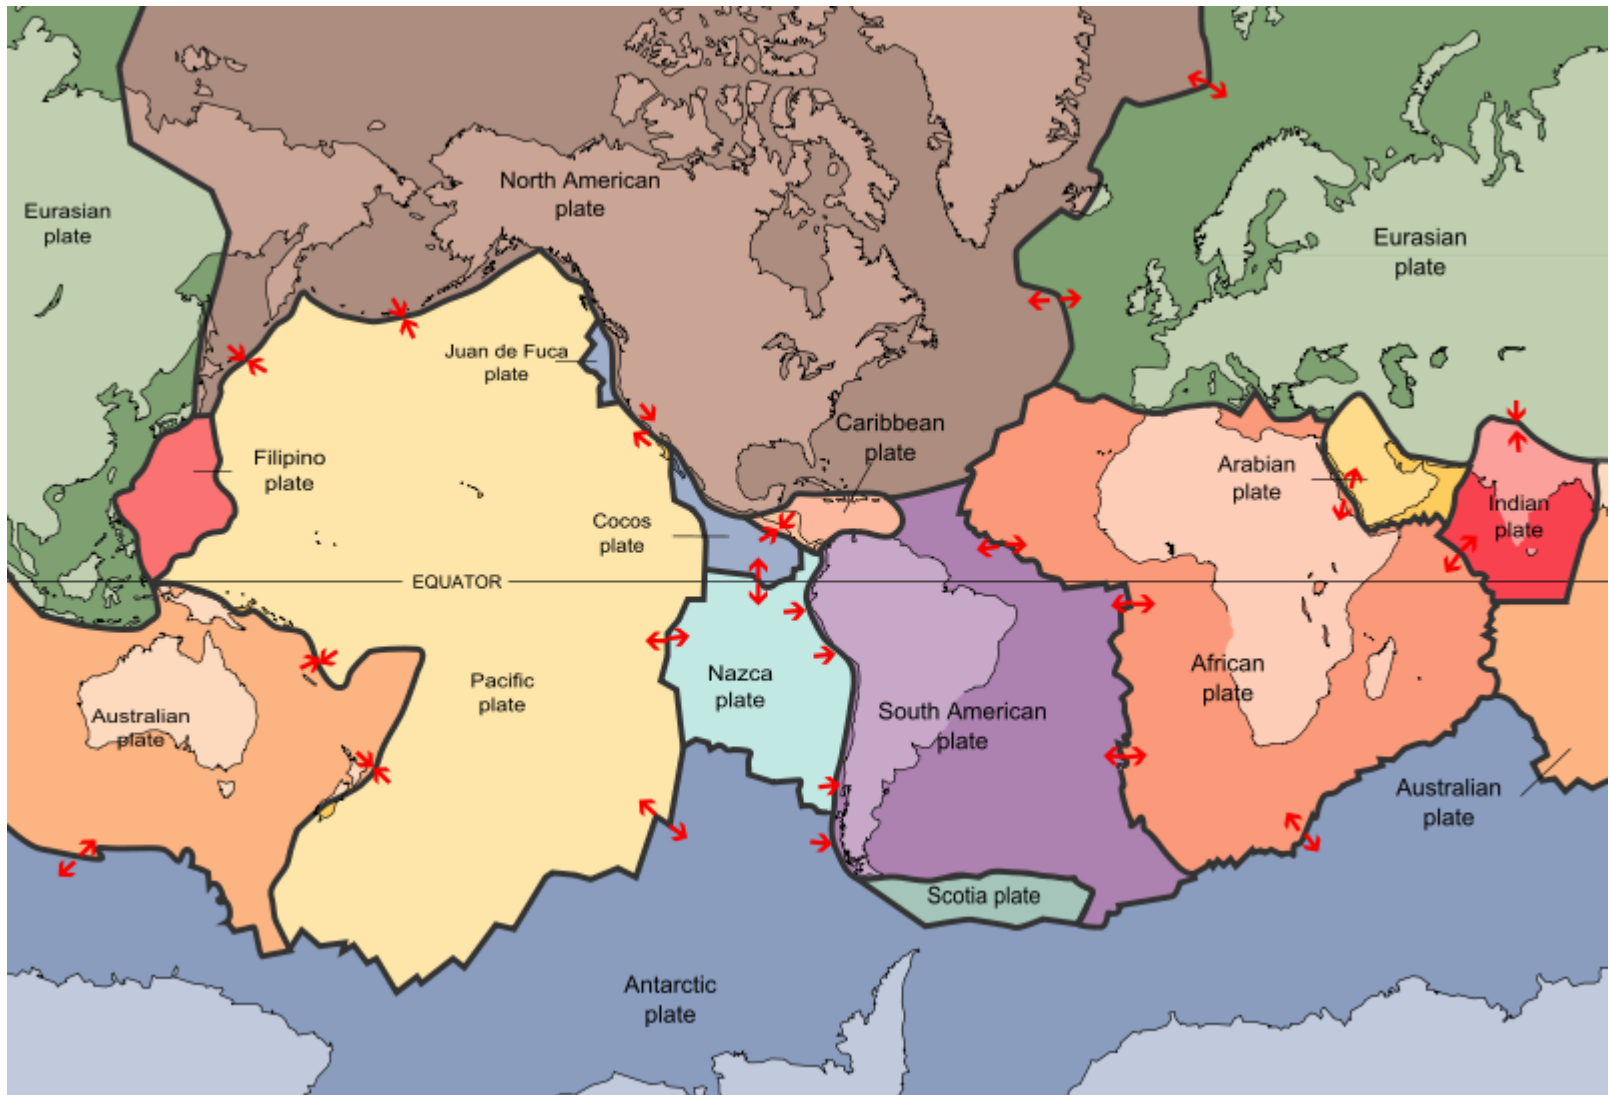 North American
plate
Eurasian
plate
Eurasian
plate
Juan de Fuca
plate
Caribbean
plate
Filipino
plate
Arabian
plate
Indian
plate
Cocos
plate
EQUATOR
Nazca
plate
African
plate
Pacific
plate
South American
plate
Australian
plate
Australian
plate
Scotia plate
Antarctic
plate